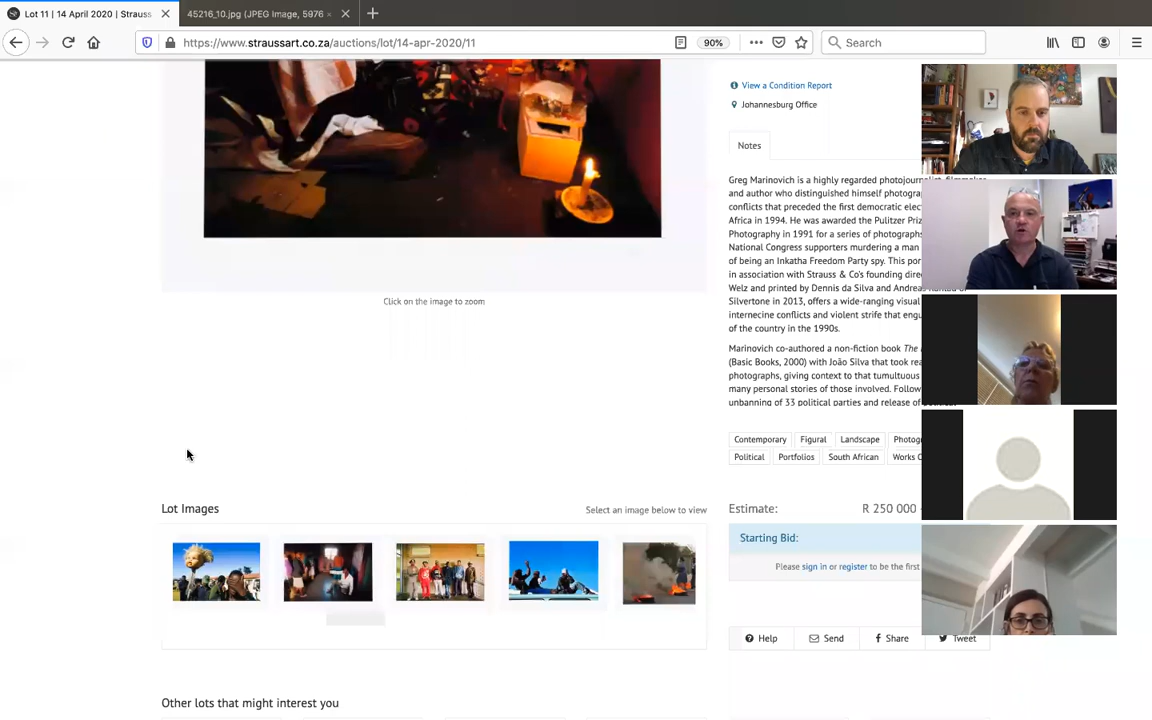 Lot 11 | 14 April 2020 | Strauss
45216_10.jpg (JPEG Image, 5976 ×
https://www.straussart.co.za/auctions/lot/14-apr-2020/11
90%
Search
View a Condition Report
Johannesburg Office
Notes
Greg Marinovich is a highly regarded photojournalist, filmmaker
and author who distinguished himself
conflicts that preceded the first democratic
Africa in 1994. He was awarded the Pulitzer
Photography in 1991 for a series of photographs
National Congress supporters murdering a man
of being an Inkatha Freedom Party spy. This
in association with Strauss & Co's founding
Welz and printed by Dennis da Silva and
Silvertone in 2013, offers a wide-ranging visual
internecine conflicts and violent strife that
of the country in the 1990s.
Marinovich co-authored a non-fiction book The
(Basic Books, 2000) with João Silva that took
photographs, giving context to that tumultuous
many personal stories of those involved.
unbanning of 33 political parties and release of
Click on the image to zoom
Contemporary Figural Landscape
Political Portfolios South African Works
Lot Images
Select an image below to view
Estimate: R 250 000
Starting Bid:
Please sign in or register to be the first
Help Send Share Tweet
Other lots that might interest you